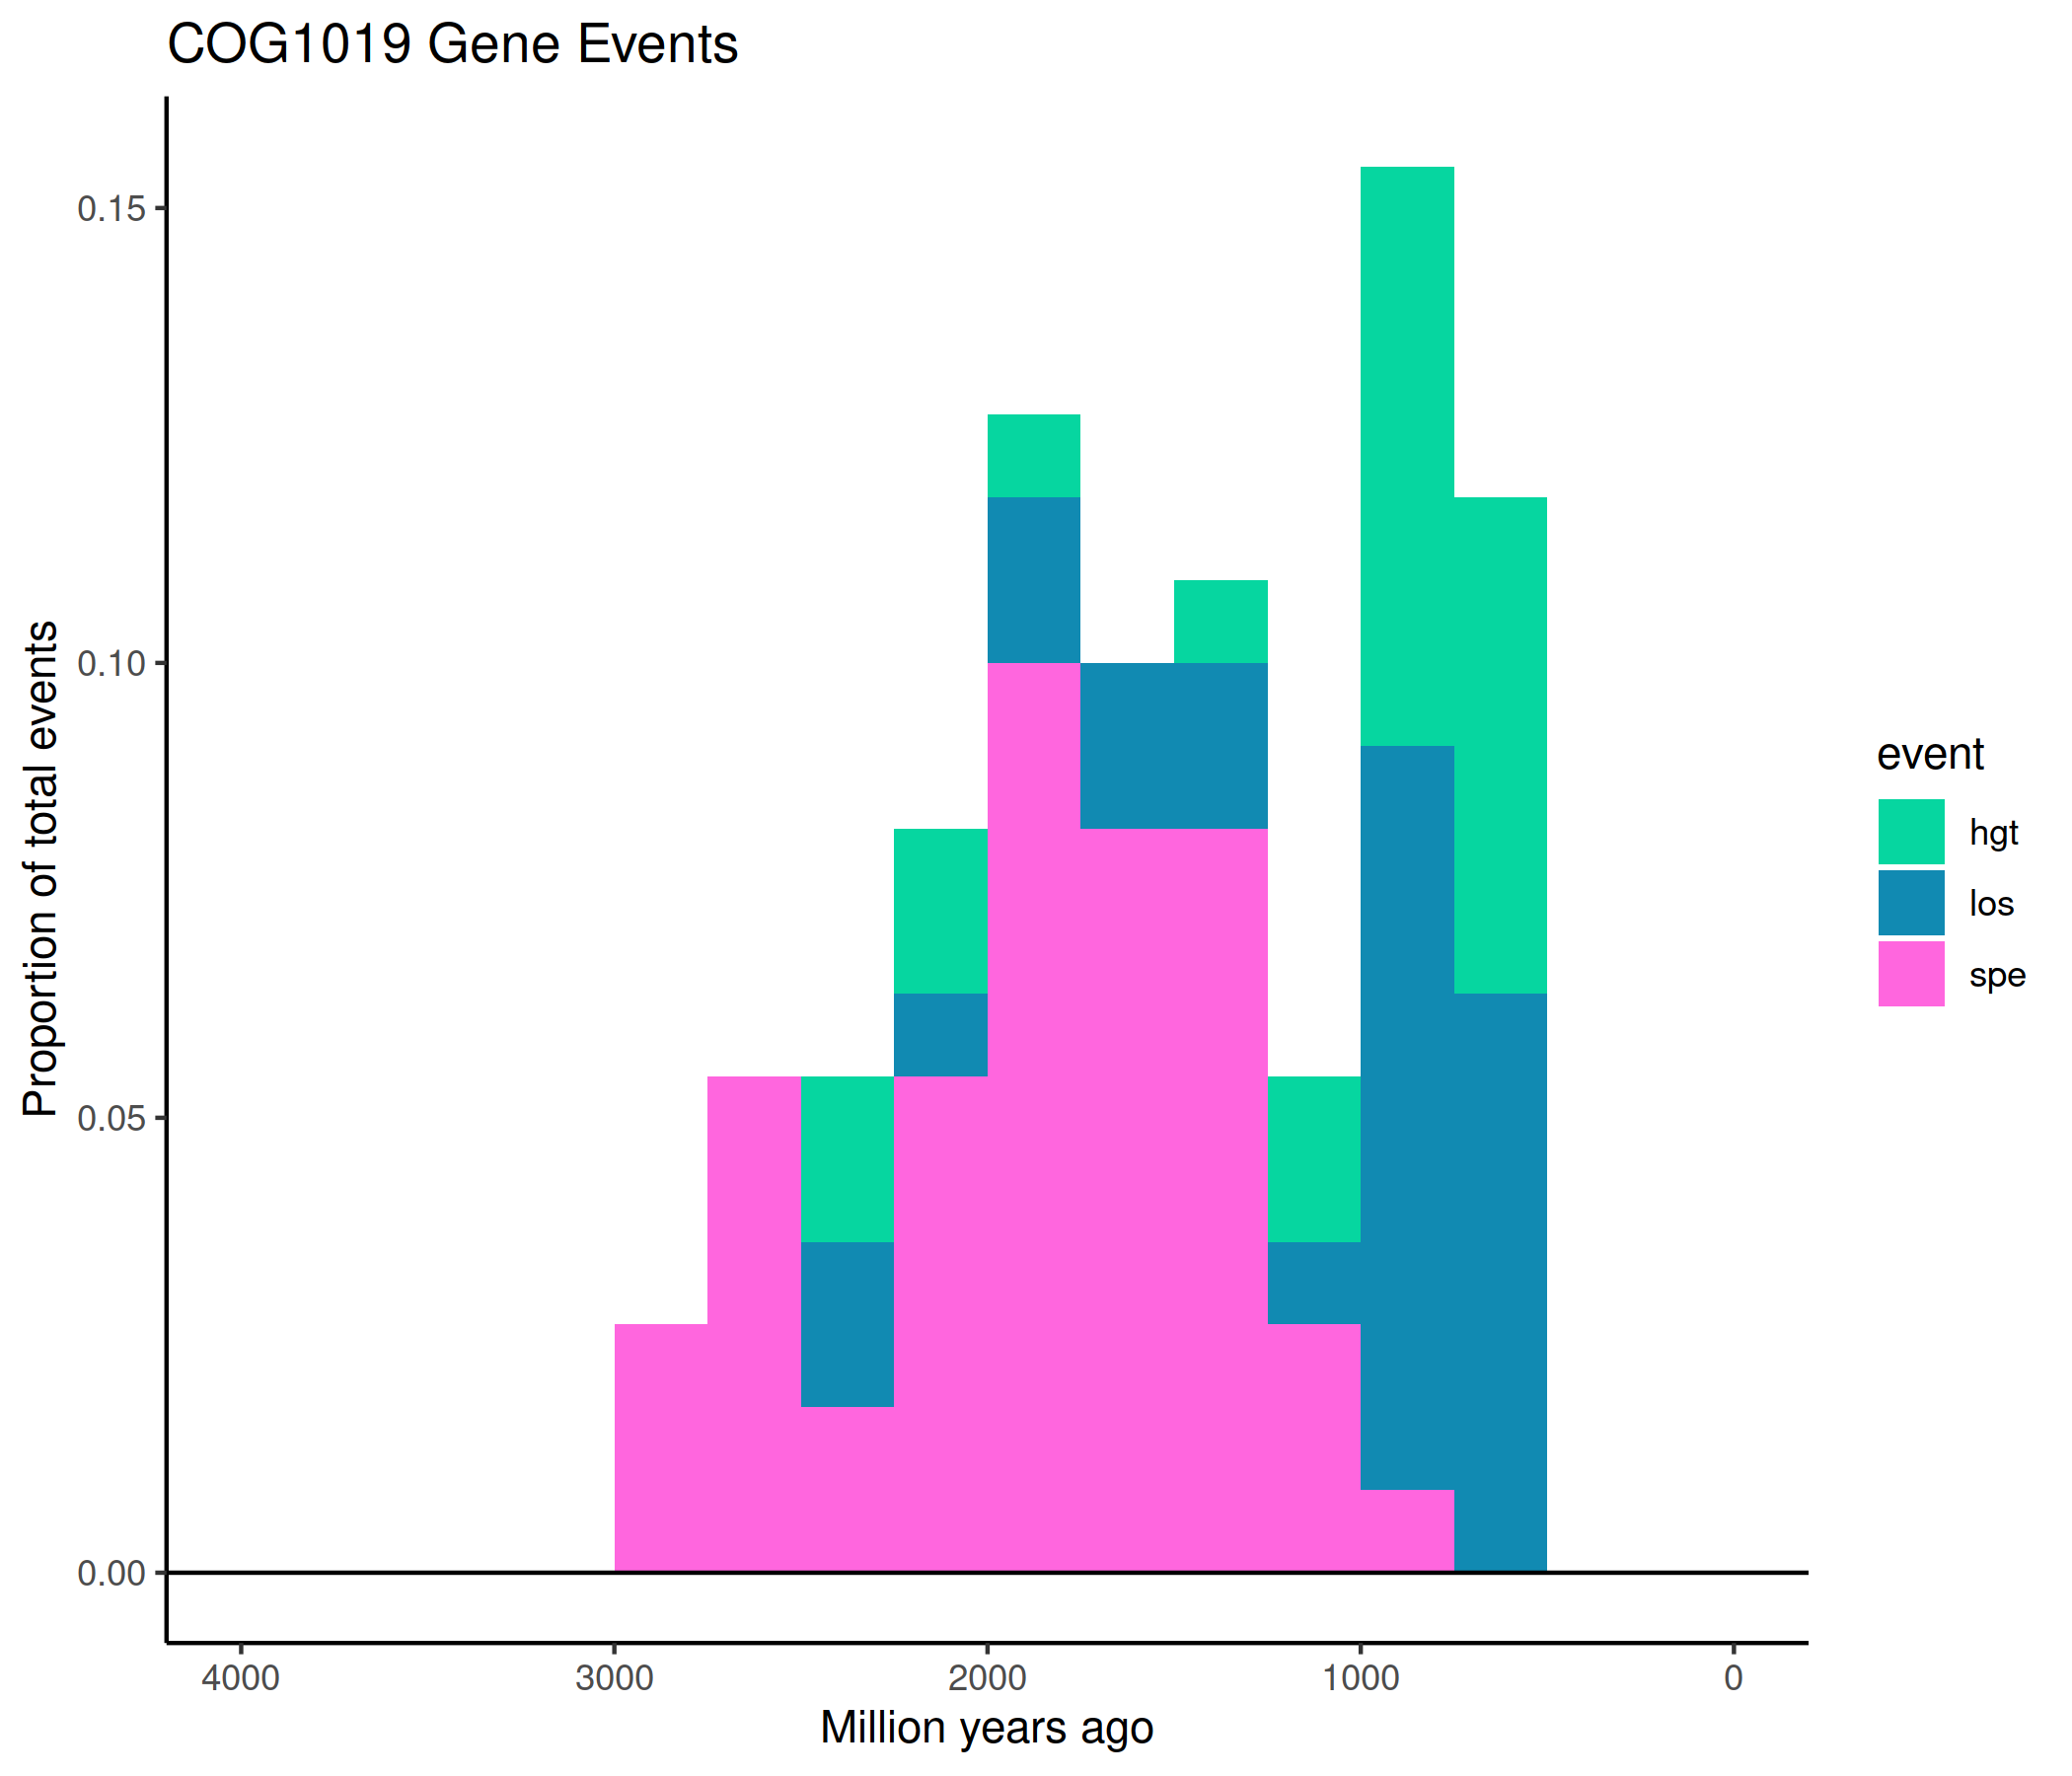 COG1019 Gene Events
Proportion of total events
0.15
0.10
0.05
0.00
4000 3000 2000 1000 0
Million years ago
event
hgt
los
spe